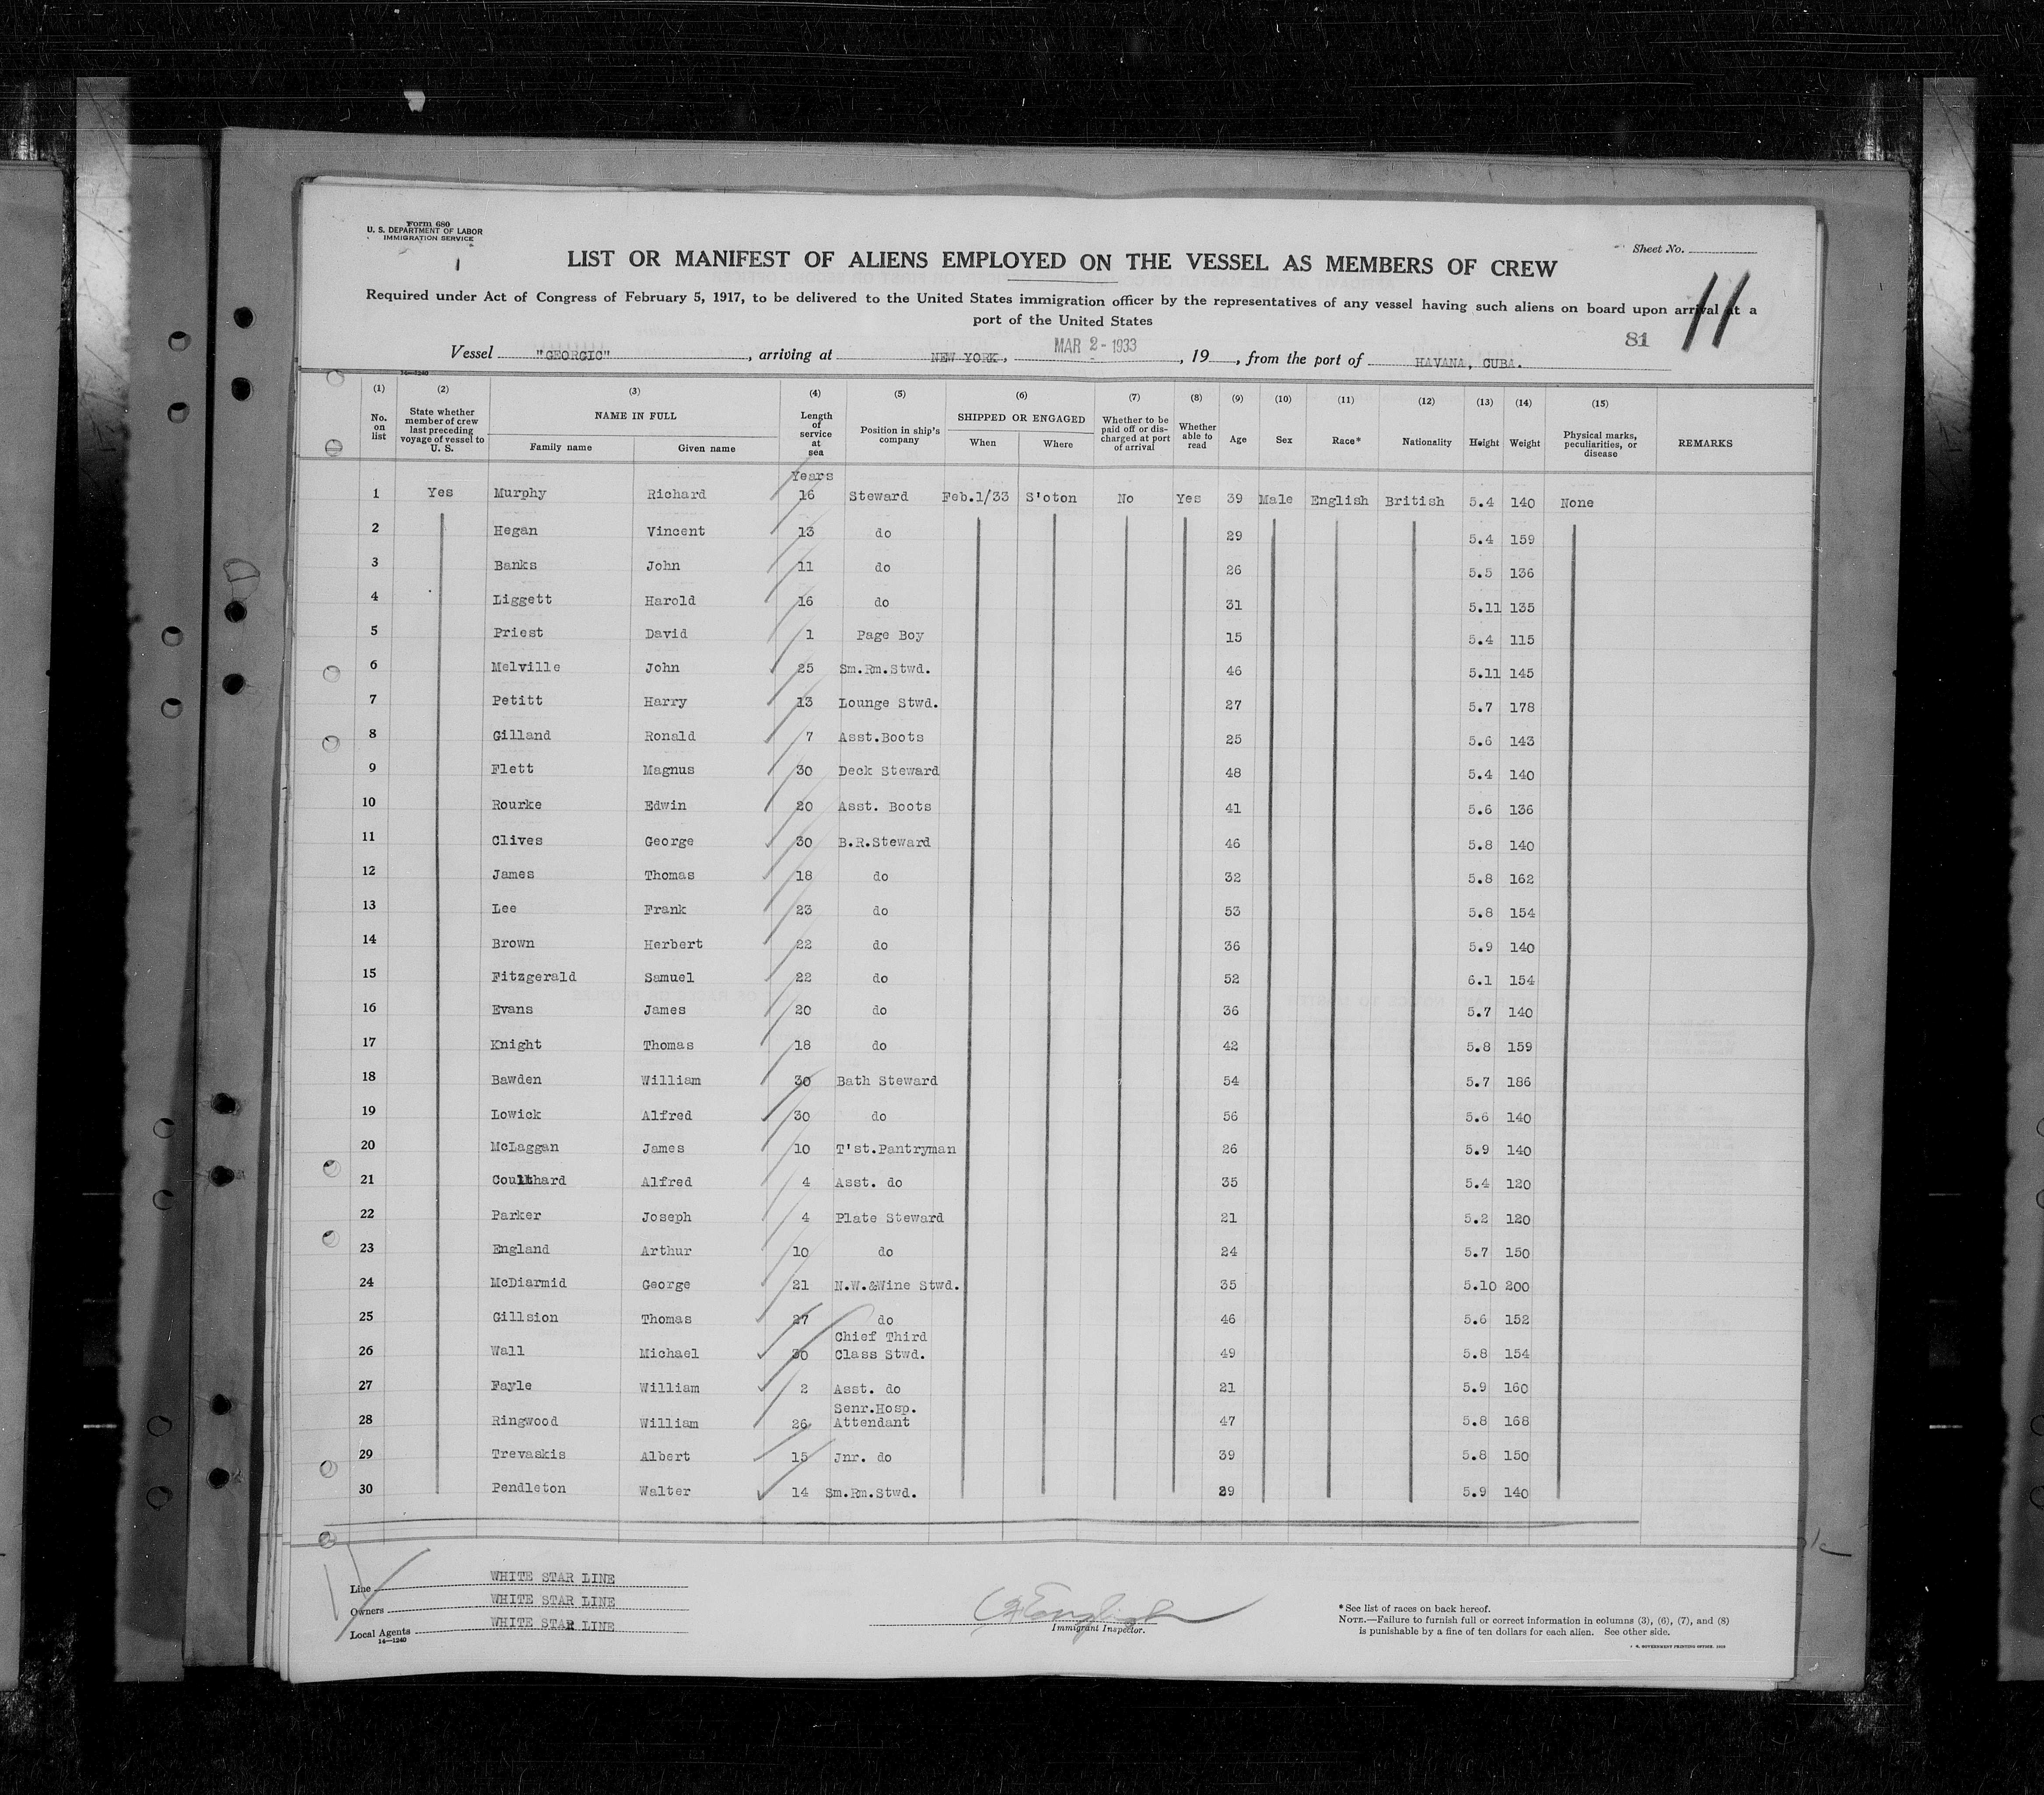 Form 680
U. S. DEPARTMENT OF LABOR
IMMIGRATION SERVICE
Sheet No.
LIST OR MANIFEST OF ALIENS EMPLOYED ON THE VESSEL AS MEMBERS OF CREW
11
Required under Act of Congress of February 5, 1917, to be delivered to the United States immigration officer by the representatives of any vessel having such aliens on board upon arrival at a
port of the United States
81
Vessel "GEORGIC", arriving at NEW YORK, MAR 2 - 1933, 19, from the port of HAVANA, CUBA.
14—1240
(1) (2) (3) (4) (5) (6) (7) (8) (9) (10) (11) (12) (13) (14) (15)
No. on list State whether member of crew last preceding voyage of vessel to U. S. NAME IN FULL Family name Given name Length of service at sea Position in ship's company SHIPPED OR ENGAGED When Where Whether to be paid off or discharged at port of arrival Whether able to read Age Sex Race* Nationality Height Weight Physical marks, peculiarities, or disease REMARKS
Years
1 Yes Murphy Richard 16 Steward Feb.1/33 S'oton No Yes 39 Male English British 5.4 140 None
2 Hegan Vincent 13 do 29 5.4 159
3 Banks John 11 do 26 5.5 136
4 Liggett Harold 16 do 31 5.11 135
5 Priest David 1 Page Boy 15 5.4 115
6 Melville John 25 Sm.Rm.Stwd. 46 5.11 145
7 Petitt Harry 13 Lounge Stwd. 27 5.7 178
8 Gilland Ronald 7 Asst.Boots 25 5.6 143
9 Flett Magnus 30 Deck Steward 48 5.4 140
10 Rourke Edwin 20 Asst. Boots 41 5.6 136
11 Clives George 30 B.R.Steward 46 5.8 140
12 James Thomas 18 do 32 5.8 162
13 Lee Frank 23 do 53 5.8 154
14 Brown Herbert 22 do 36 5.9 140
15 Fitzgerald Samuel 22 do 52 6.1 154
16 Evans James 20 do 36 5.7 140
17 Knight Thomas 18 do 42 5.8 159
18 Bawden William 30 Bath Steward 54 5.7 186
19 Lowick Alfred 30 do 56 5.6 140
20 McLaggan James 10 T'st.Pantryman 26 5.9 140
21 Coulthard Alfred 4 Asst. do 35 5.4 120
22 Parker Joseph 4 Plate Steward 21 5.2 120
23 England Arthur 10 do 24 5.7 150
24 McDiarmid George 21 N.W.&Wine Stwd. 35 5.10 200
25 Gillsion Thomas 27 do 46 5.6 152
Chief Third
26 Wall Michael 30 Class Stwd. 49 5.8 154
27 Fayle William 2 Asst. do 21 5.9 160
Senr.Hosp.
28 Ringwood William 26 Attendant 47 5.8 168
29 Trevaskis Albert 15 Jnr. do 39 5.8 150
30 Pendleton Walter 14 Sm.Rm.Stwd. 29 5.9 140
Line WHITE STAR LINE
Owners WHITE STAR LINE
Local Agents WHITE STAR LINE
14—1240
Immigrant Inspector.
*See list of races on back hereof.
NOTE.—Failure to furnish full or correct information in columns (3), (6), (7), and (8)
is punishable by a fine of ten dollars for each alien. See other side.